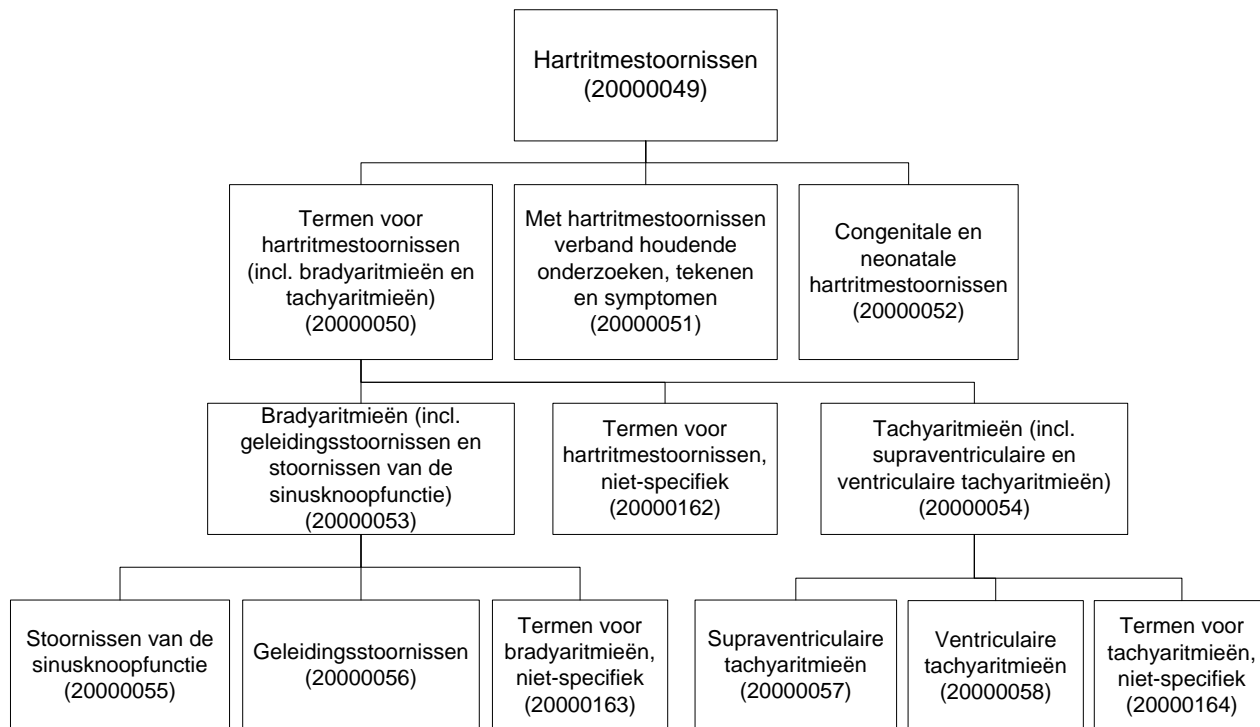 Hartritmestoornissen
(20000049)
Termen voor
hartritmestoornissen
(incl. bradyaritmieën en
tachyaritmieën)
(20000050)
Met hartritmestoornissen
verband houdende
onderzoeken, tekenen
en symptomen
(20000051)
Congenitale en
neonatale
hartritmestoornissen
(20000052)
Bradyaritmieën (incl.
geleidingsstoornissen en
stoornissen van de
sinusknoopfunctie)
(20000053)
Termen voor
hartritmestoornissen,
niet-specifiek
(20000162)
Tachyaritmieën (incl.
supraventriculaire en
ventriculaire tachyaritmieën)
(20000054)
Stoornissen van de
sinusknoopfunctie
(20000055)
Geleidingsstoornissen
(20000056)
Termen voor
bradyaritmieën,
niet-specifiek
(20000163)
Supraventriculaire
tachyaritmieën
(20000057)
Ventriculaire
tachyaritmieën
(20000058)
Termen voor
tachyaritmieën,
niet-specifiek
(20000164)